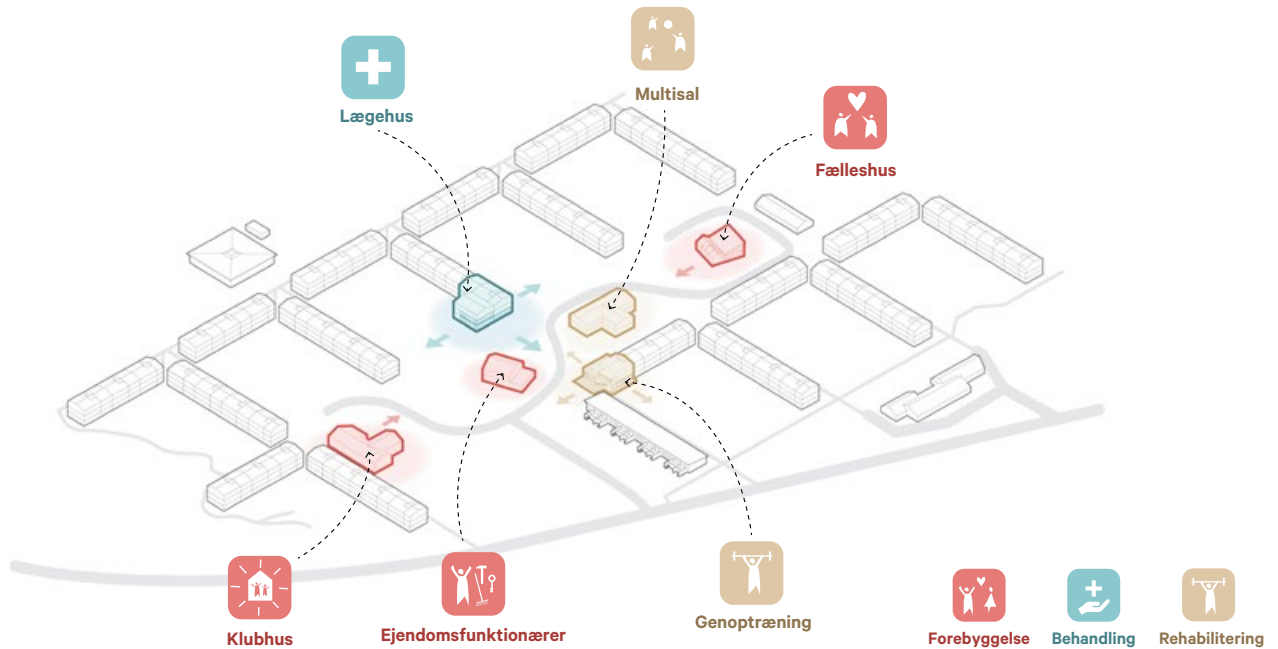 Multisal
Lægehus
Fælleshus
Klubhus
Ejendomsfunktionærer
Genoptræning
Forebyggelse
Behandling
Rehabilitering